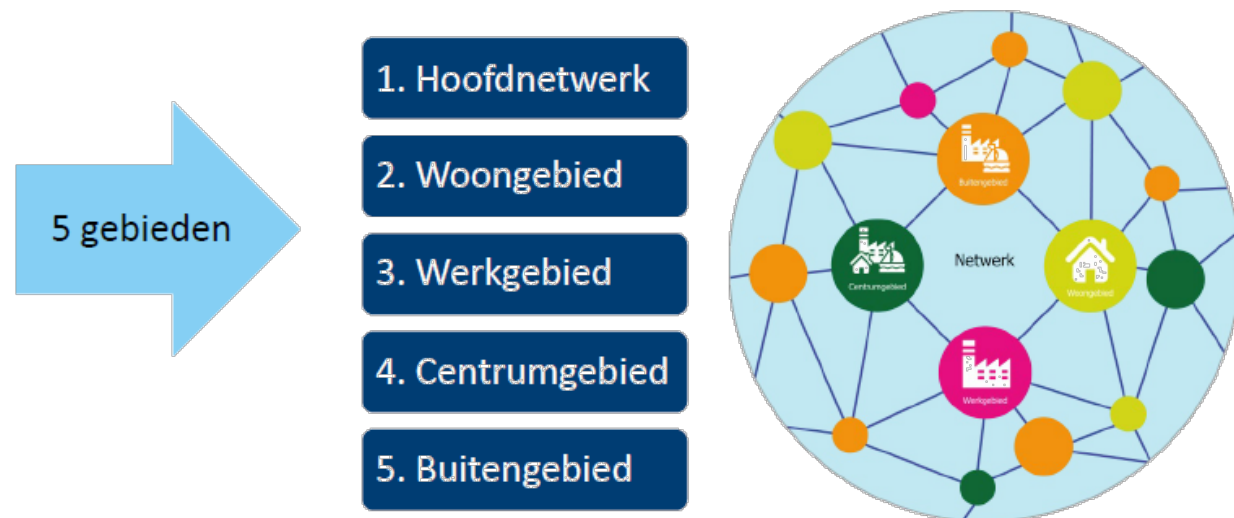 5 gebieden
1. Hoofdnetwerk
2. Woongebied
3. Werkgebied
4. Centrumgebied
5. Buitengebied
Buitengebied
Netwerk
Centrumgebied
Woongebied
Werkgebied